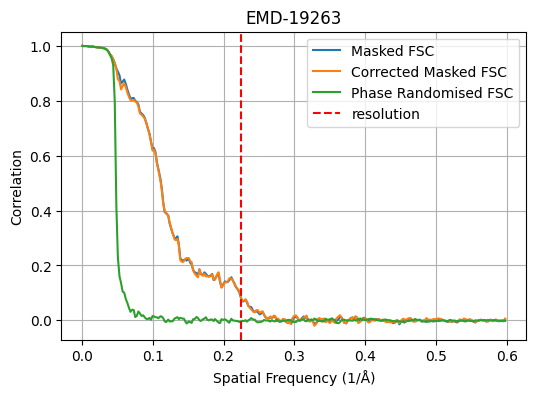 EMD-19263
Masked FSC
Corrected Masked FSC
Phase Randomised FSC
resolution
Correlation
1.0
0.8
0.6
0.4
0.2
0.0
0.0 0.1 0.2 0.3 0.4 0.5 0.6
Spatial Frequency (1/Å)